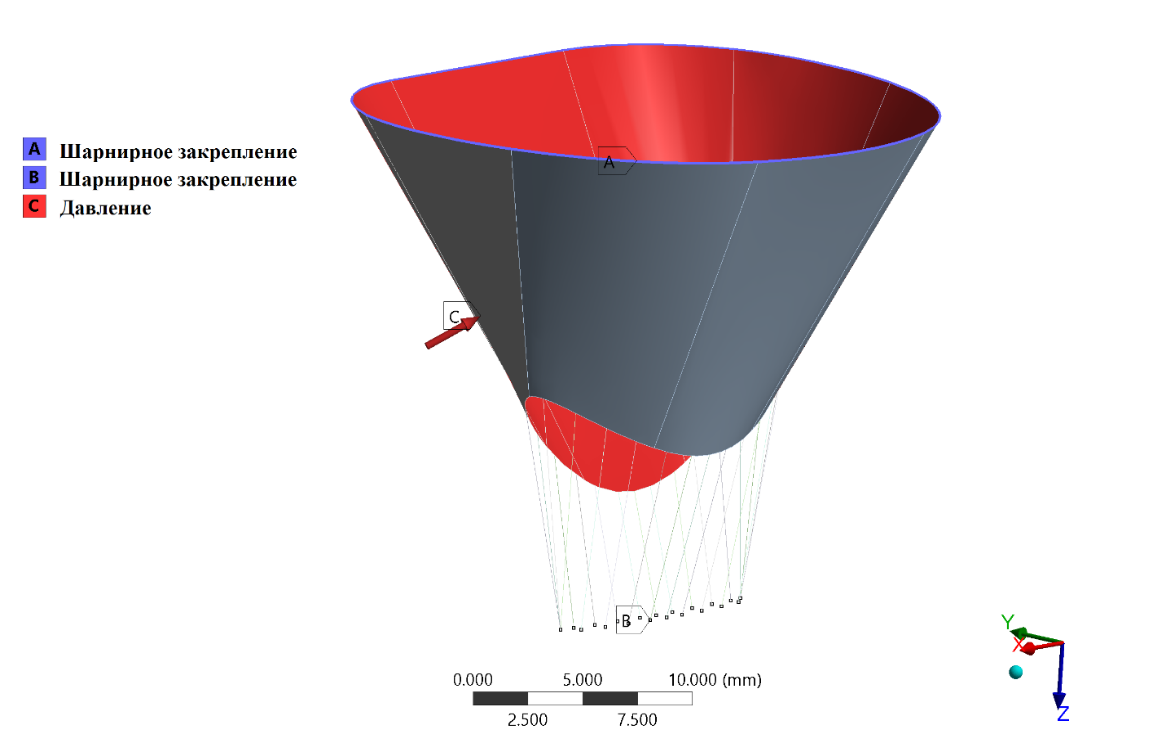 A Шарнирное закрепление
B Шарнирное закрепление
C Давление
A
C
B
0.000 5.000 10.000 (mm)
2.500 7.500
Y
X
Z